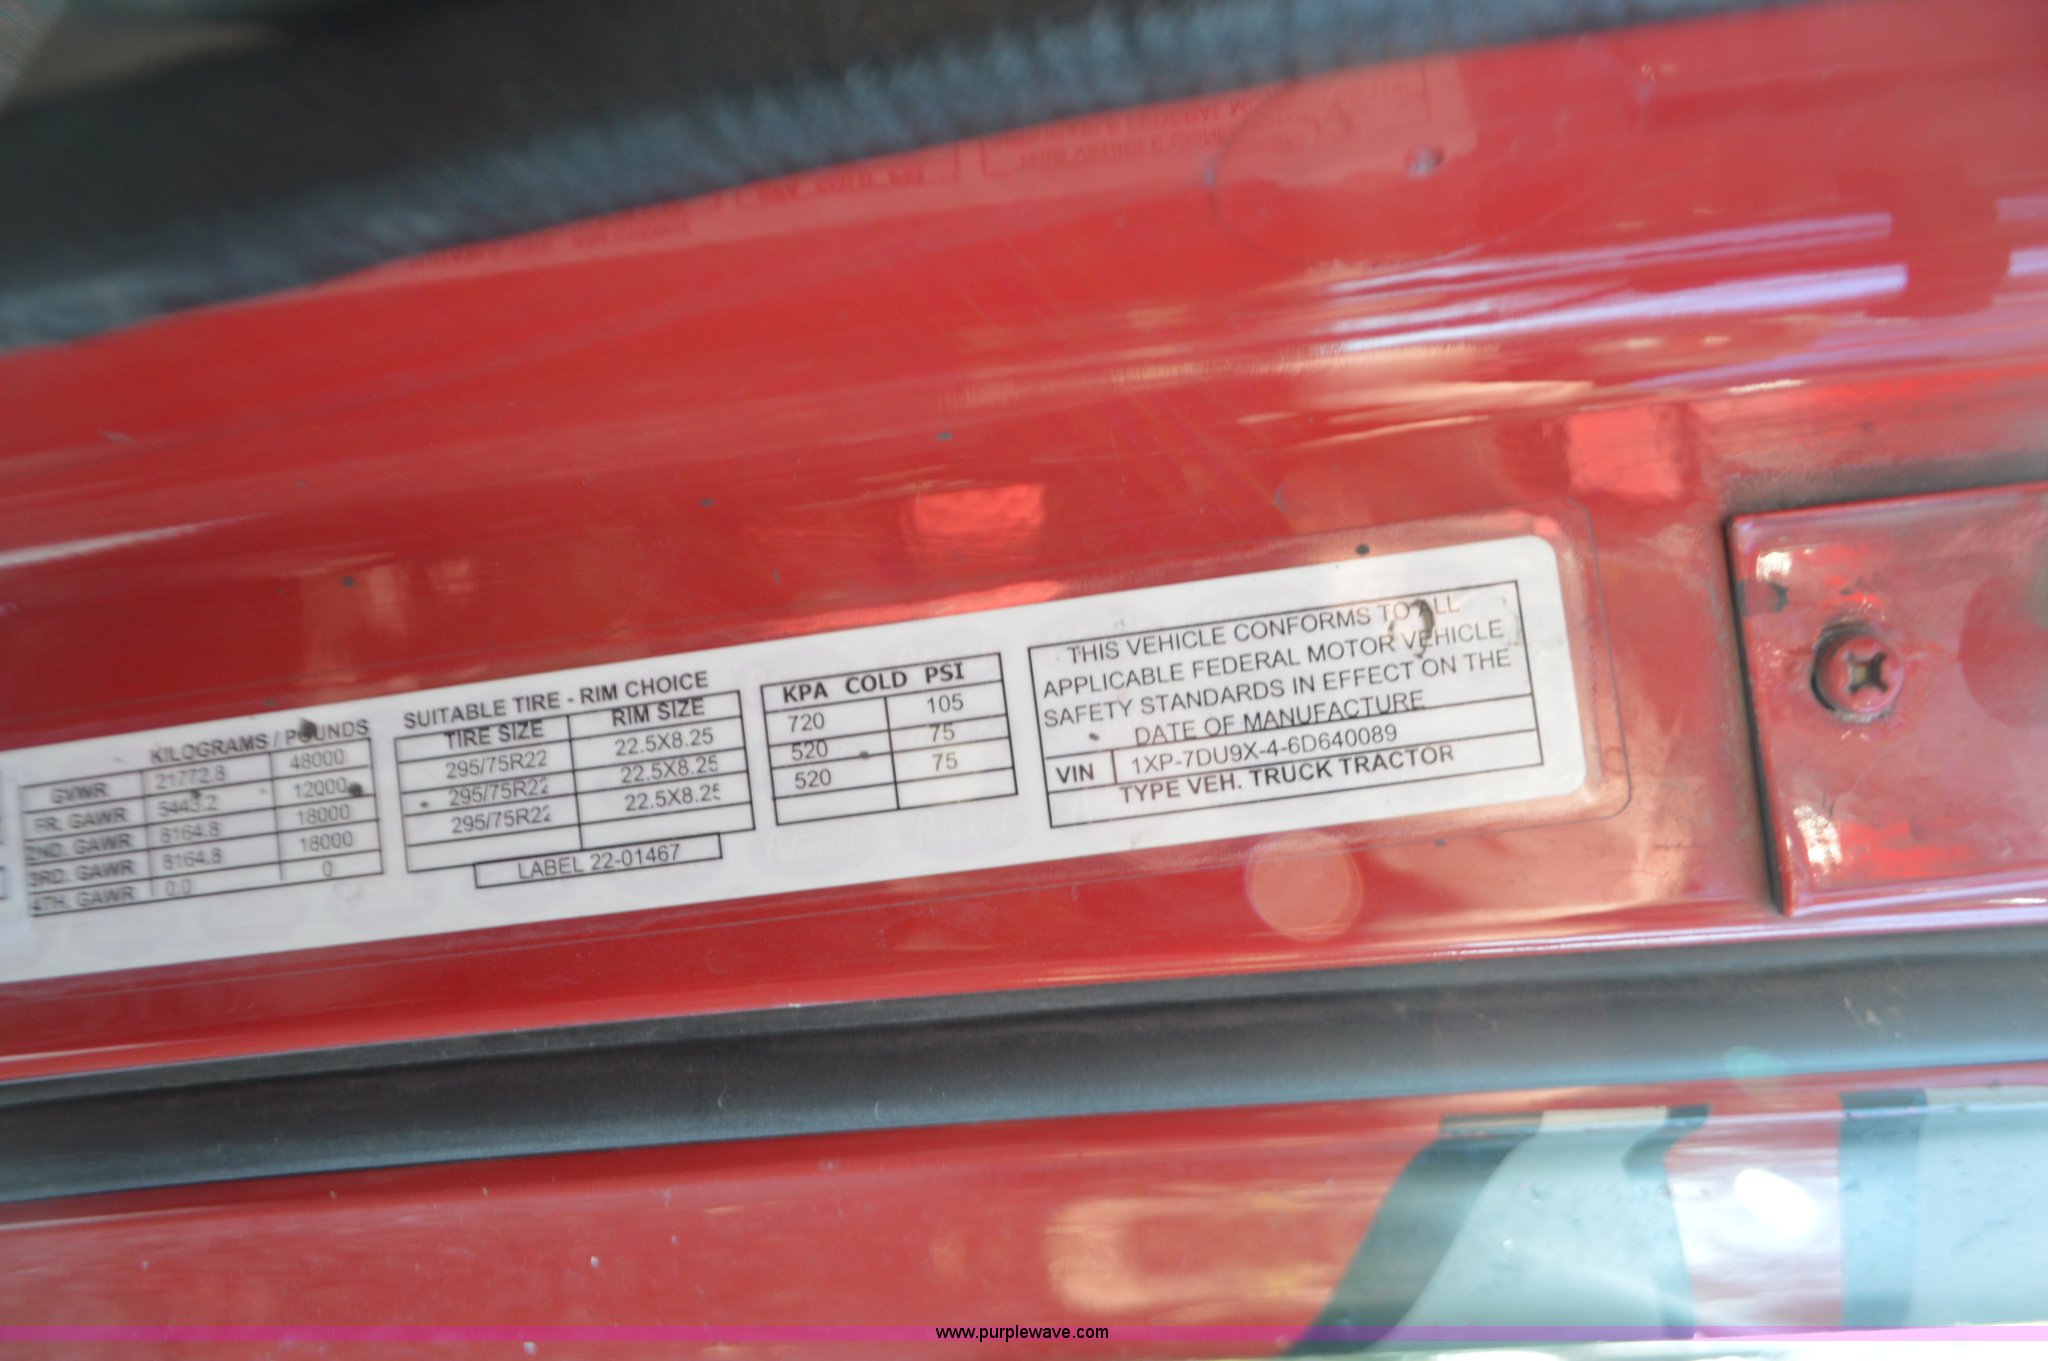 KILOGRAMS / POUNDS
GVWR 21772.8 48000
FR. GAWR 5443.2 12000
2ND. GAWR 8164.8 18000
3RD. GAWR 8164.8 18000
4TH. GAWR 0.0 0
SUITABLE TIRE - RIM CHOICE
TIRE SIZE RIM SIZE
295/75R22 22.5X8.25
295/75R22 22.5X8.25
295/75R22 22.5X8.25
LABEL 22-01467
KPA COLD PSI
720 105
520 75
520 75
THIS VEHICLE CONFORMS TO ALL
APPLICABLE FEDERAL MOTOR VEHICLE
SAFETY STANDARDS IN EFFECT ON THE
DATE OF MANUFACTURE
VIN 1XP-7DU9X-4-6D640089
TYPE VEH. TRUCK TRACTOR
www.purplewave.com